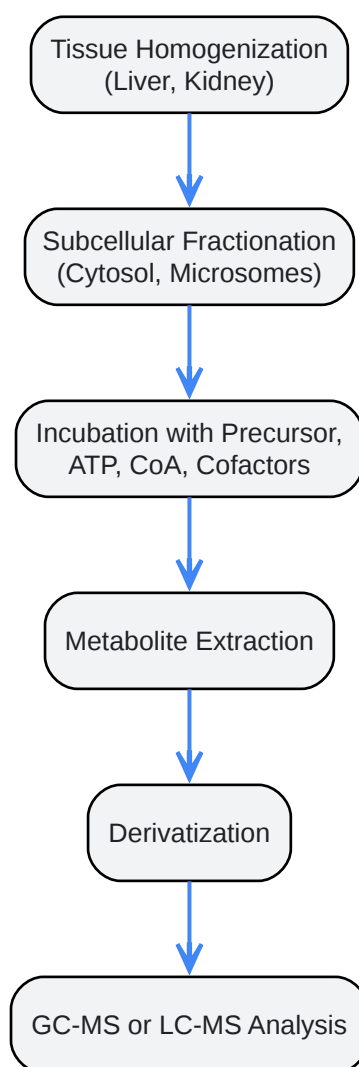 Tissue Homogenization
(Liver, Kidney)
Subcellular Fractionation
(Cytosol, Microsomes)
Incubation with Precursor,
ATP, CoA, Cofactors
Metabolite Extraction
Derivatization
GC-MS or LC-MS Analysis